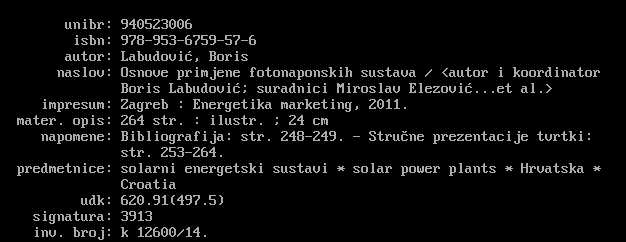 unibr: 940523006
isbn: 978-953-6759-57-6
autor: Labudović, Boris
naslov: Osnove primjene fotonaponskih sustava / <autor i koordinator
Boris Labudović; suradnici Miroslav Elezović...et al.>
impresum: Zagreb : Energetika marketing, 2011.
mater. opis: 264 str. : ilustr. ; 24 cm
napomene: Bibliografija: str. 248-249. - Stručne prezentacije tvrtki:
str. 253-264.
predmetnice: solarni energetski sustavi * solar power plants * Hrvatska *
Croatia
udk: 620.91(497.5)
signatura: 3913
inv. broj: k 12600/14.